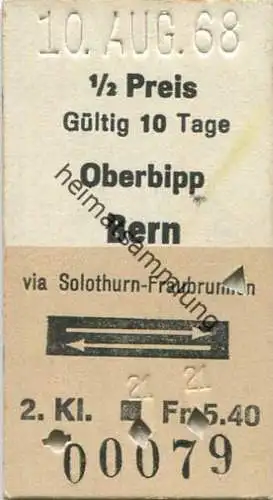 10. AUG. 68
1/2 Preis
Gültig 10 Tage
Oberbipp
Bern
heimatsammlung
via Solothurn-Fraubrunnen
21 21
2. Kl. Fr. 5.40
00079